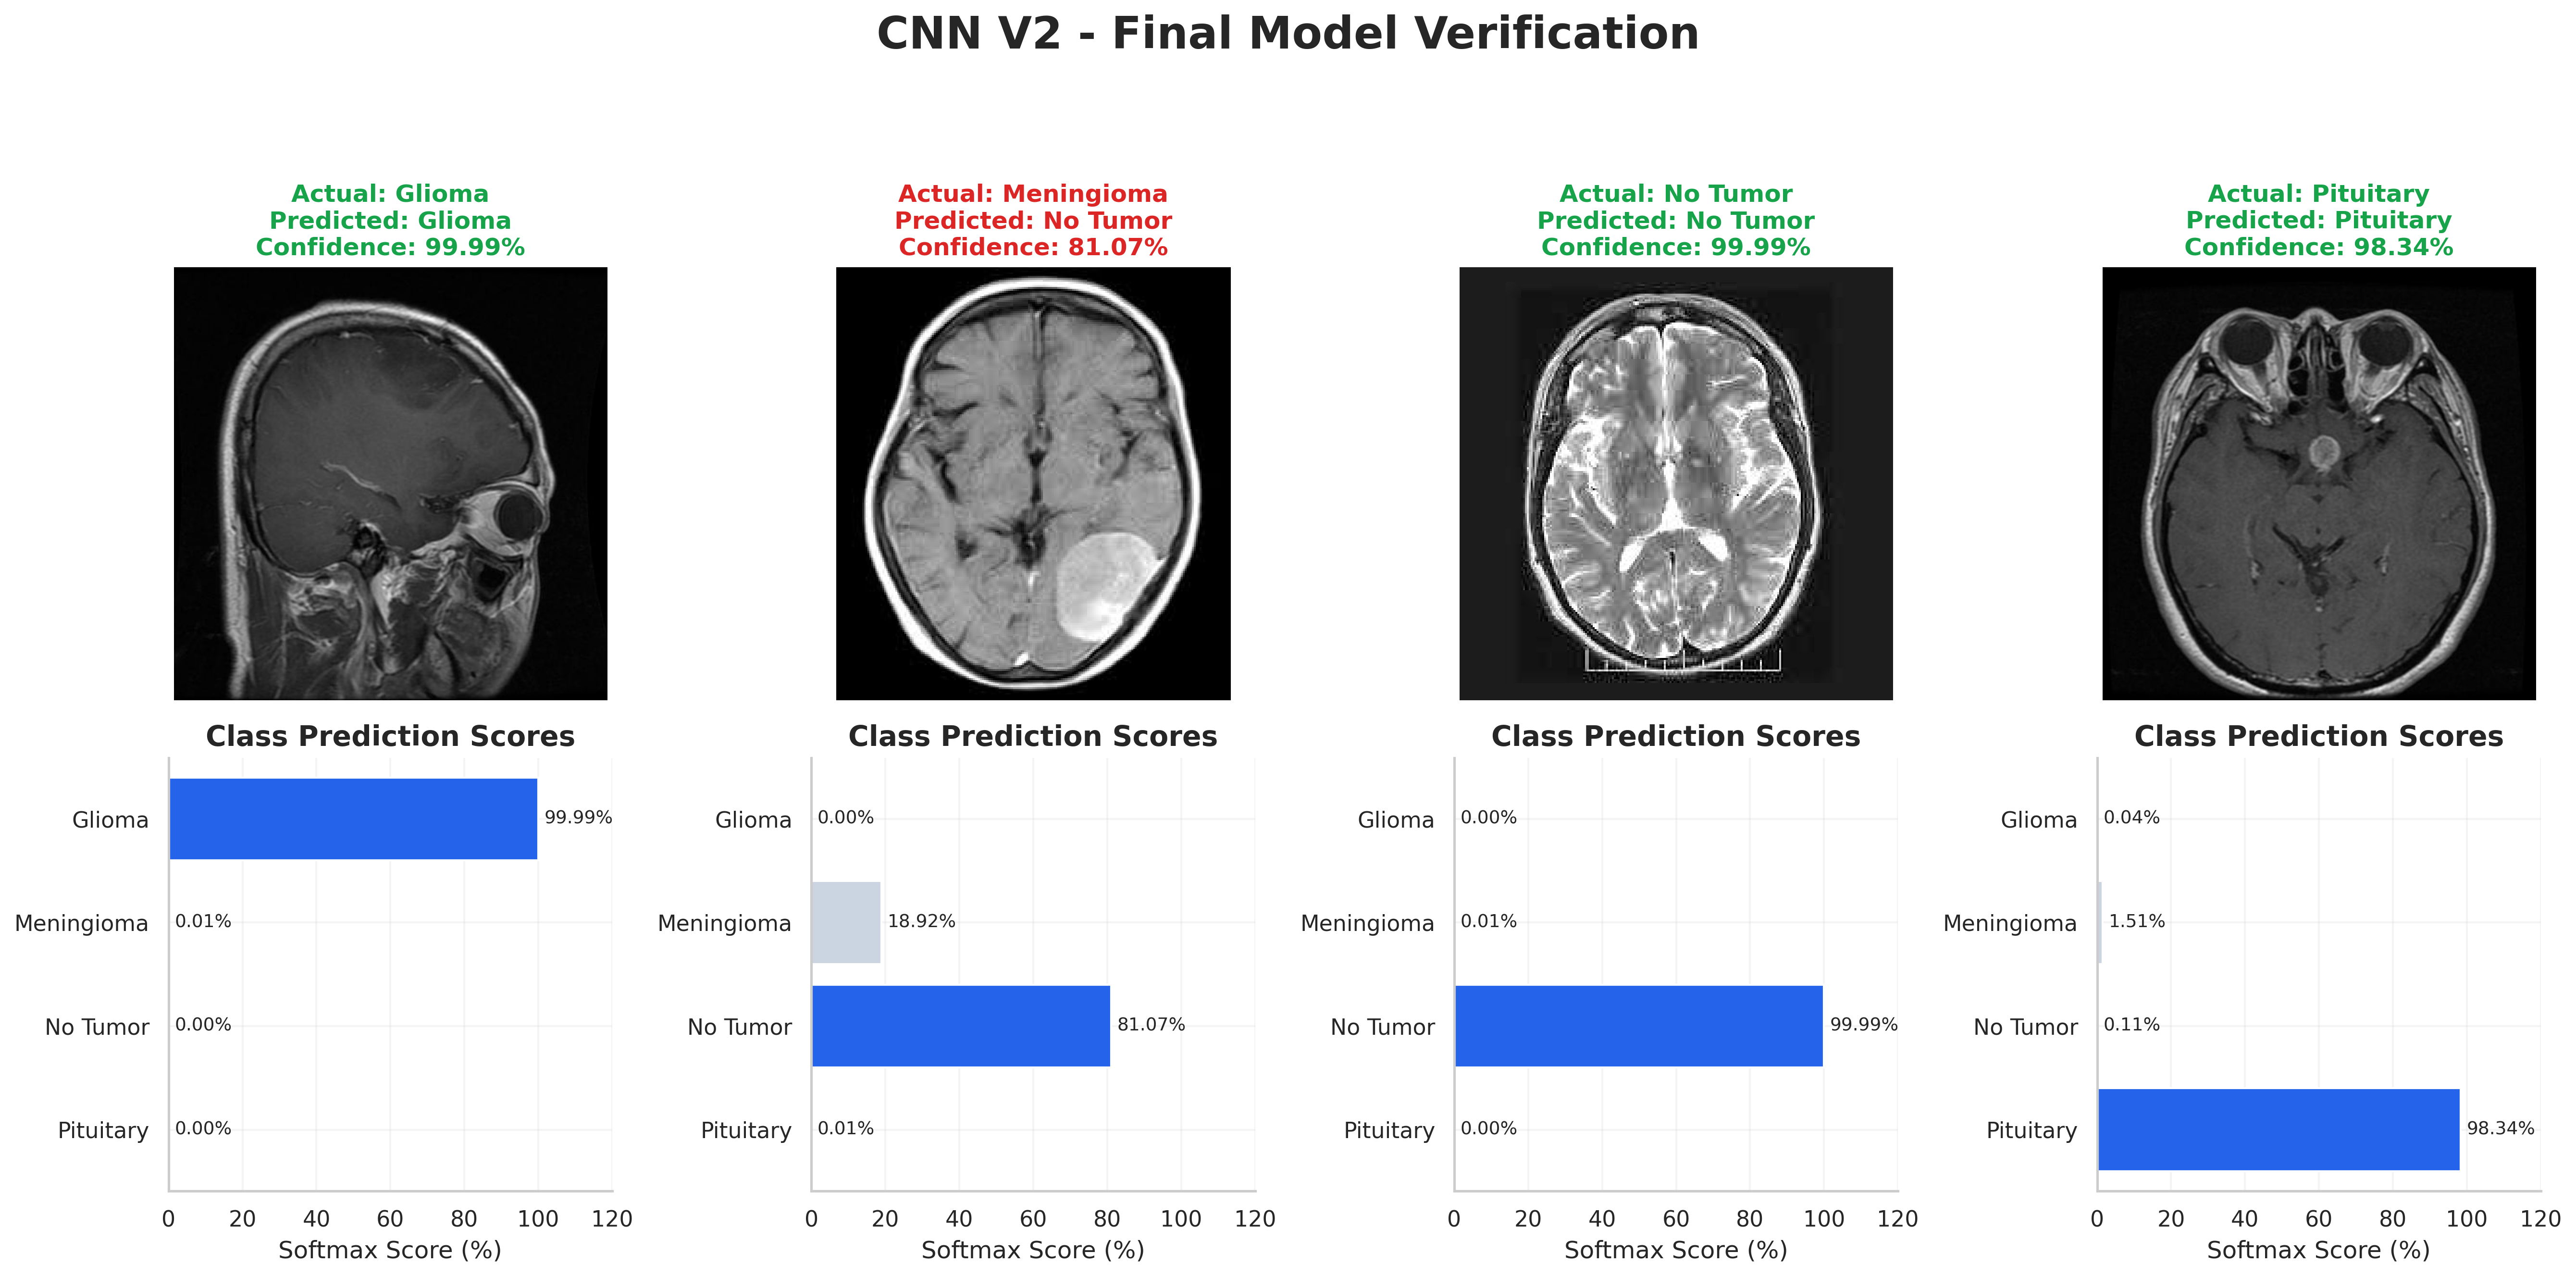 CNN V2 - Final Model Verification
Actual: Glioma
Predicted: Glioma
Confidence: 99.99%
Actual: Meningioma
Predicted: No Tumor
Confidence: 81.07%
Actual: No Tumor
Predicted: No Tumor
Confidence: 99.99%
Actual: Pituitary
Predicted: Pituitary
Confidence: 98.34%
Class Prediction Scores
Glioma
99.99%
Meningioma
0.01%
No Tumor
0.00%
Pituitary
0.00%
0 20 40 60 80 100 120
Softmax Score (%)
Class Prediction Scores
Glioma
0.00%
Meningioma
18.92%
No Tumor
81.07%
Pituitary
0.01%
0 20 40 60 80 100 120
Softmax Score (%)
Class Prediction Scores
Glioma
0.00%
Meningioma
0.01%
No Tumor
99.99%
Pituitary
0.00%
0 20 40 60 80 100 120
Softmax Score (%)
Class Prediction Scores
Glioma
0.04%
Meningioma
1.51%
No Tumor
0.11%
Pituitary
98.34%
0 20 40 60 80 100 120
Softmax Score (%)